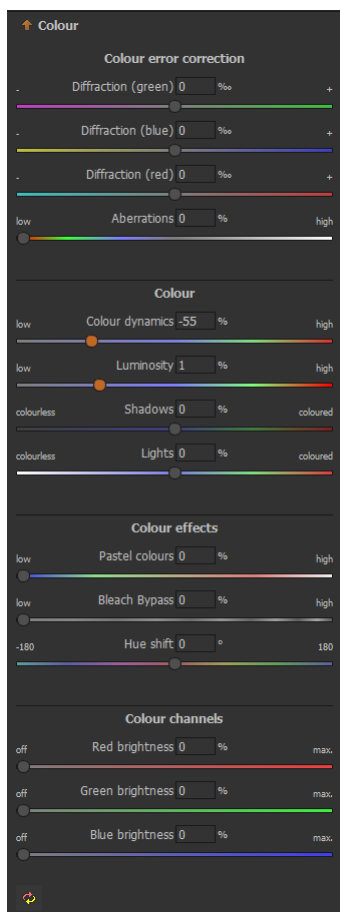 Colour
Colour error correction
Diffraction (green) 0 ‰
- +
Diffraction (blue) 0 ‰
- +
Diffraction (red) 0 ‰
- +
low Aberrations 0 % high
Colour
low Colour dynamics -55 % high
low Luminosity 1 % high
colourless Shadows 0 % coloured
colourless Lights 0 % coloured
Colour effects
low Pastel colours 0 % high
low Bleach Bypass 0 % high
-180 Hue shift 0 ° 180
Colour channels
off Red brightness 0 % max.
off Green brightness 0 % max.
off Blue brightness 0 % max.